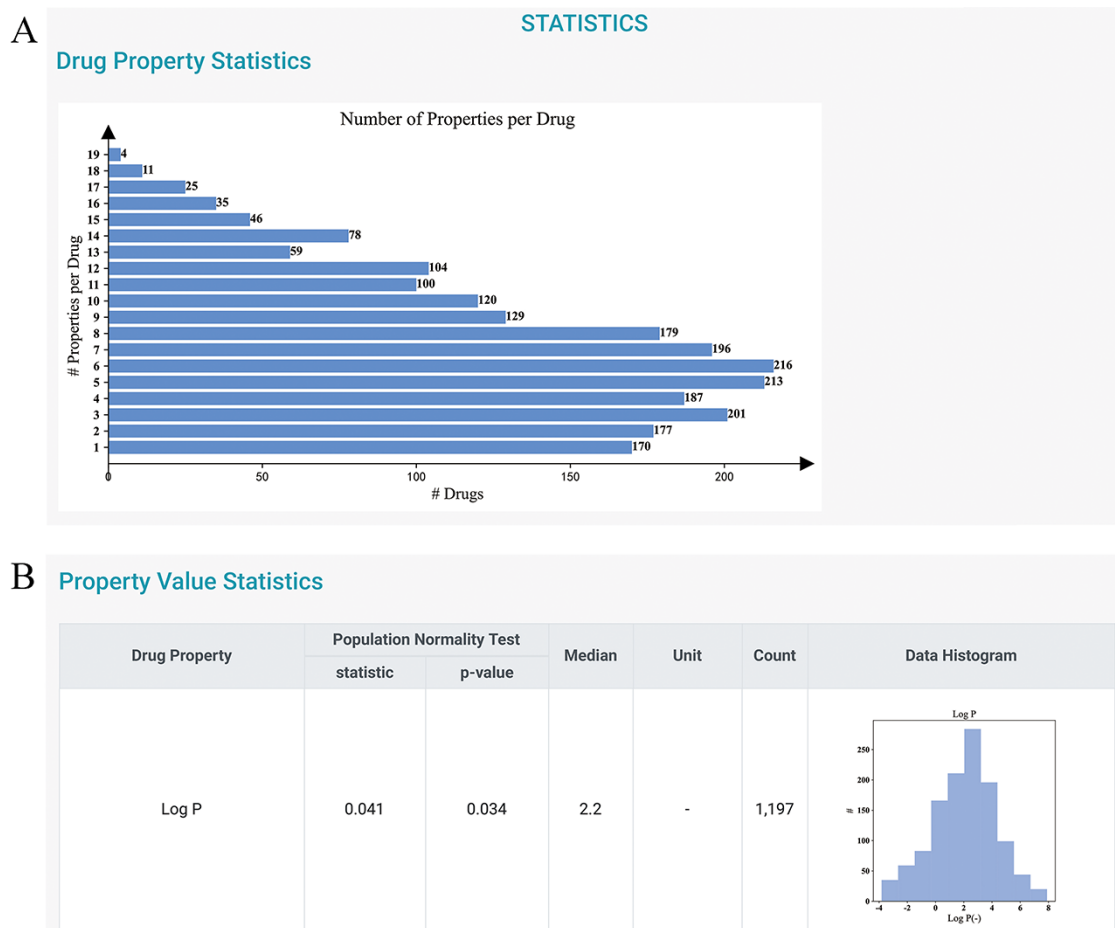 A
STATISTICS
Drug Property Statistics
Number of Properties per Drug
# Properties per Drug
19 4
18 11
17 25
16 35
15 46
14 78
13 59
12 104
11 100
10 120
9 129
8 179
7 196
6 216
5 213
4 187
3 201
2 177
1 170
0 50 100 150 200
# Drugs
B
Property Value Statistics
Drug Property Population Normality Test Median Unit Count Data Histogram
statistic p-value
Log P 0.041 0.034 2.2 - 1,197
Log P
#
250
200
150
100
50
0
-4 -2 0 2 4 6 8
Log P(-)